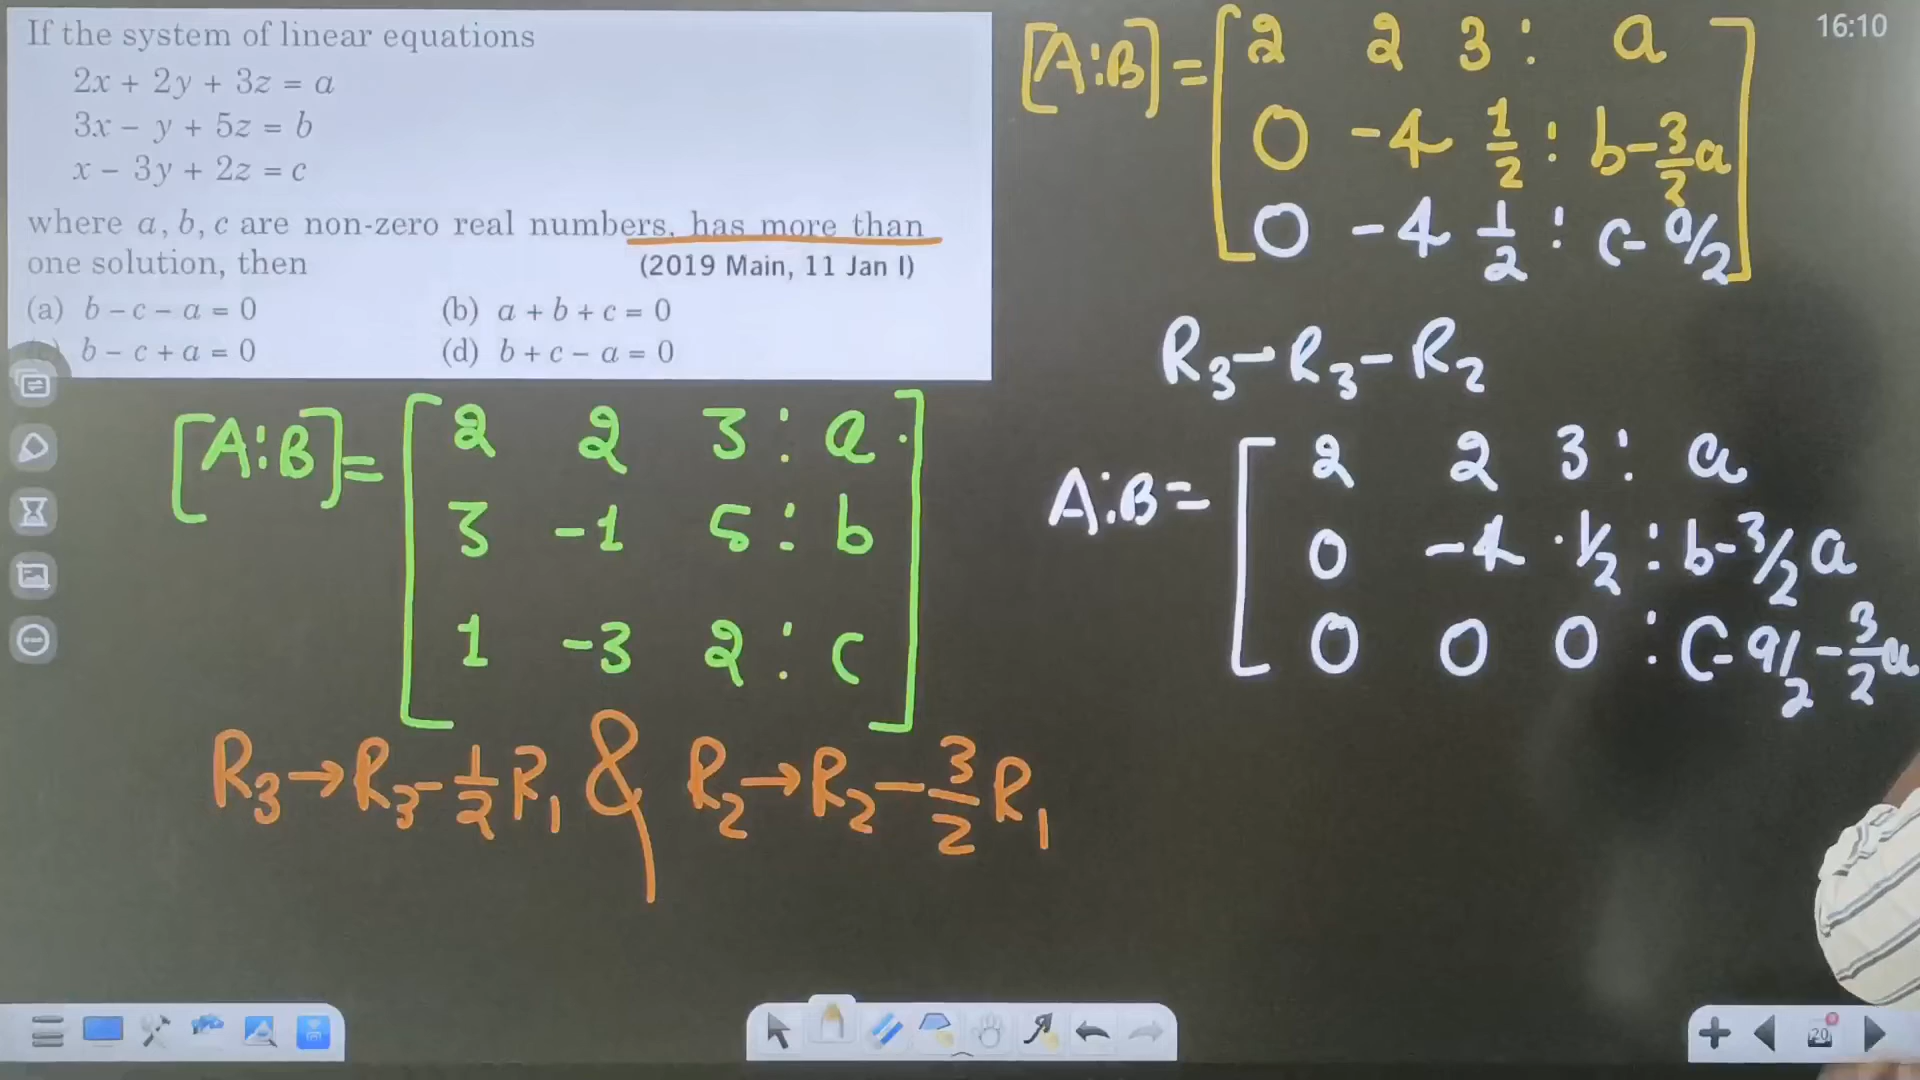 If the system of linear equations
2x + 2y + 3z = a
3x − y + 5z = b
x − 3y + 2z = c
where a, b, c are non-zero real numbers, has more than
one solution, then (2019 Main, 11 Jan I)
(a) b − c − a = 0 (b) a + b + c = 0
b − c + a = 0 (d) b + c − a = 0
[A:B] = [2 2 3 : a
3 -1 5 : b
1 -3 2 : c]
R₃→R₃-1/2 R₁ & R₂→R₂-3/2 R₁
16:10
[A:B] = [2 2 3 : a
0 -4 1/2 : b-3/2 a
0 -4 1/2 : c-a/2]
R₃-R₃-R₂
A:B = [2 2 3 : a
0 -4 1/2 : b-3/2 a
0 0 0 : c-a/2-3/2 a
20